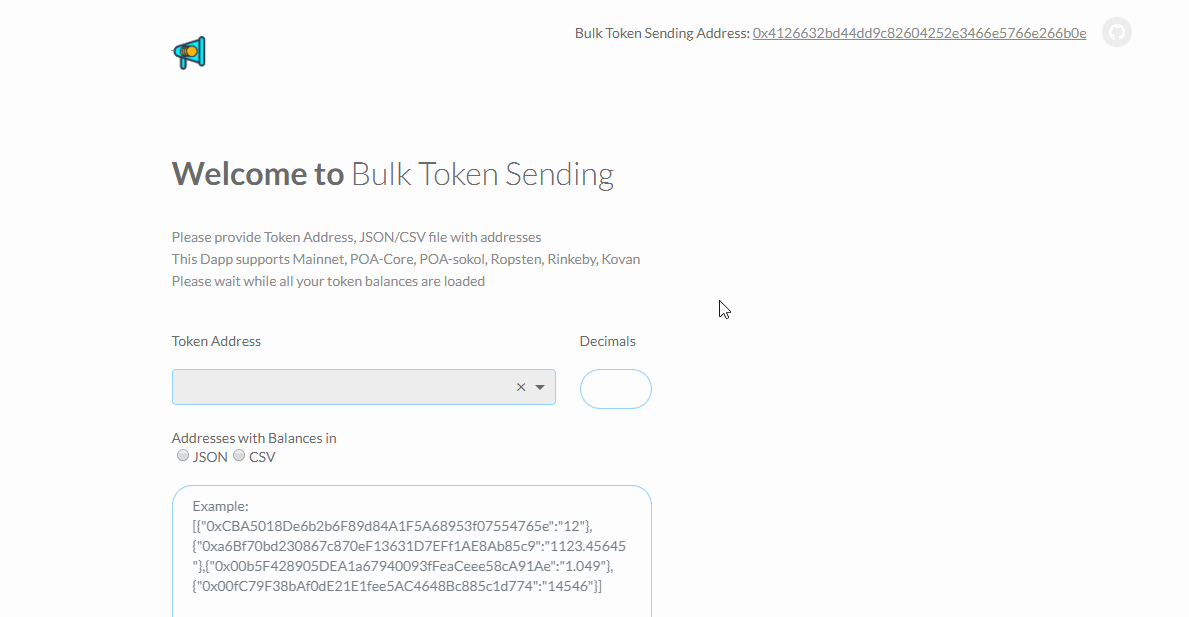 Bulk Token Sending Address: 0x4126632bd44dd9c82604252e3466e5766e266b0e
Welcome to Bulk Token Sending
Please provide Token Address, JSON/CSV file with addresses
This Dapp supports Mainnet, POA-Core, POA-sokol, Ropsten, Rinkeby, Kovan
Please wait while all your token balances are loaded
Token Address
Decimals
Addresses with Balances in
JSON CSV
Example:
[{"0xCBA5018De6b2b6F89d84A1F5A68953f07554765e":"12"},
{"0xa6Bf70bd230867c870eF13631D7EFf1AE8Ab85c9":"1123.45645
"},{"0x00b5F428905DEA1a67940093fFeaCeee58cA91Ae":"1.049"},
{"0x00fC79F38bAf0dE21E1fee5AC4648Bc885c1d774":"14546"}]